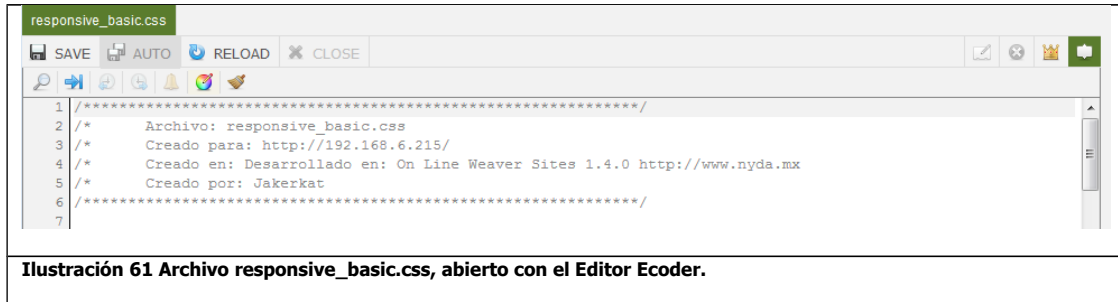 responsive_basic.css
SAVE AUTO RELOAD CLOSE
1 /**************************************************************/
2 /* Archivo: responsive_basic.css
3 /* Creado para: http://192.168.6.215/
4 /* Creado en: Desarrollado en: On Line Weaver Sites 1.4.0 http://www.nyda.mx
5 /* Creado por: Jakerkat
6 /**************************************************************/
7
Ilustración 61 Archivo responsive_basic.css, abierto con el Editor Ecoder.